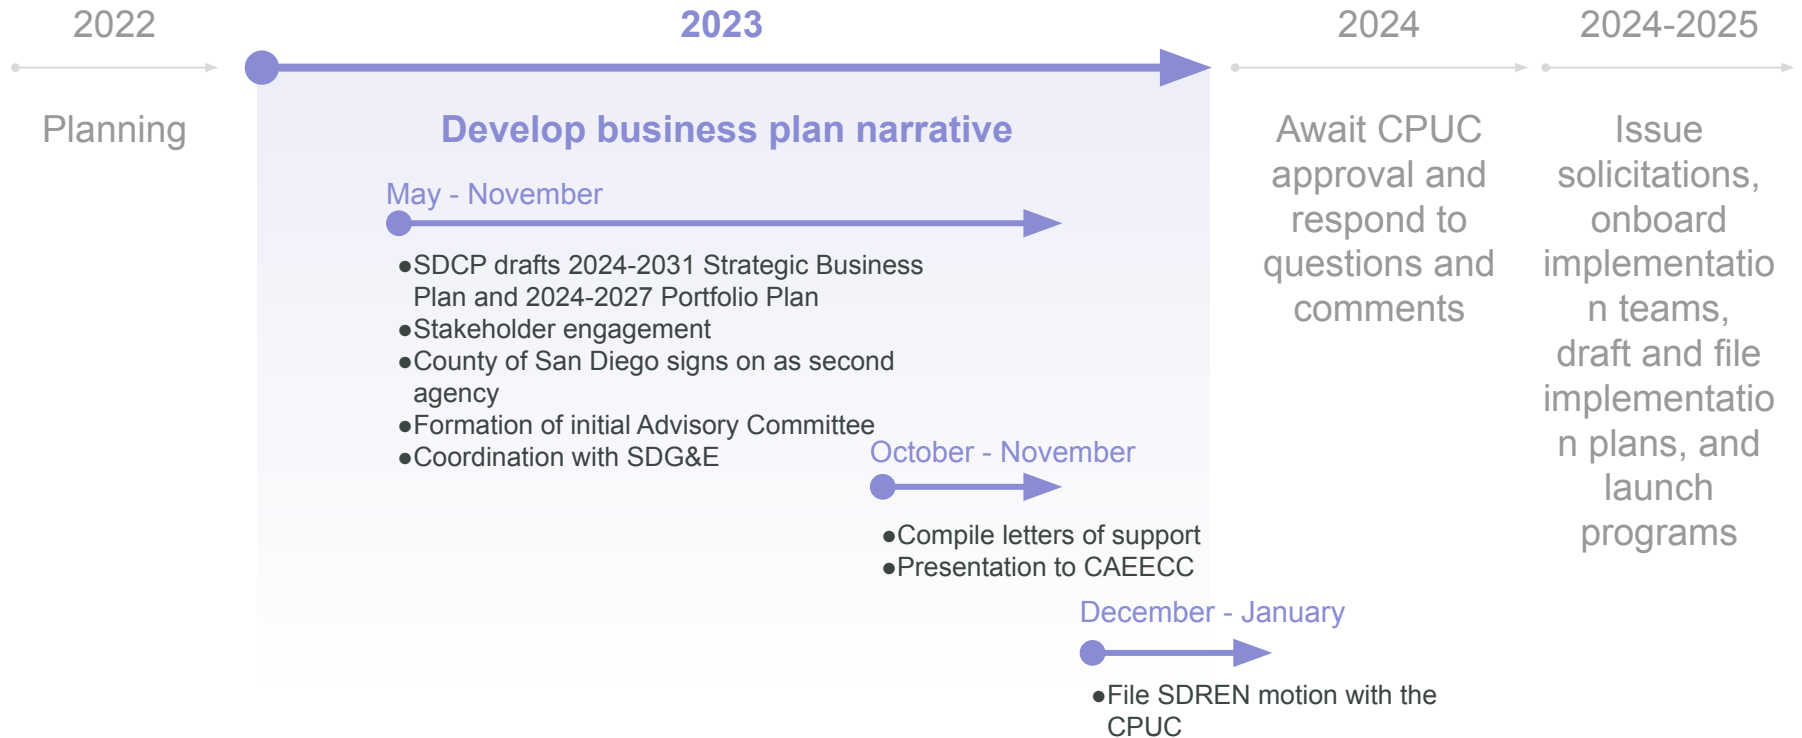 2022
2023
2024
2024-2025
Planning
Develop business plan narrative
May - November
●SDCP drafts 2024-2031 Strategic Business
Plan and 2024-2027 Portfolio Plan
●Stakeholder engagement
●County of San Diego signs on as second
agency
●Formation of initial Advisory Committee
●Coordination with SDG&E
October - November
●Compile letters of support
●Presentation to CAEECC
December - January
●File SDREN motion with the
CPUC
Await CPUC
approval and
respond to
questions and
comments
Issue
solicitations,
onboard
implementatio
n teams,
draft and file
implementatio
n plans, and
launch
programs